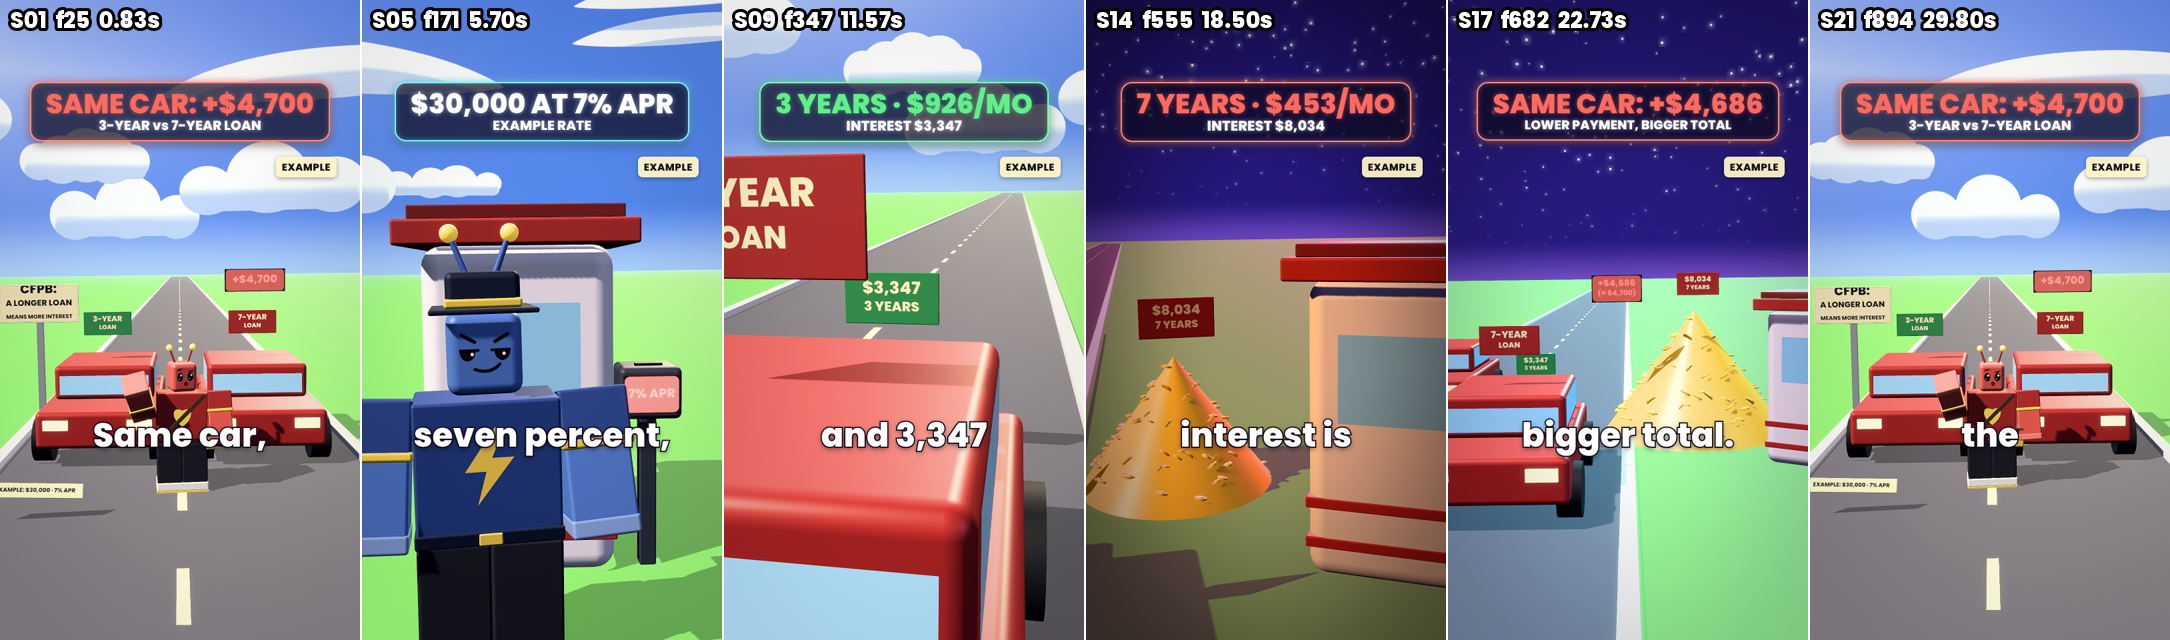 S01 f25 0.83s
SAME CAR: +$4,700
3-YEAR vs 7-YEAR LOAN
EXAMPLE
+$4,700
CFPB:
A LONGER LOAN
MEANS MORE INTEREST
3-YEAR
LOAN
7-YEAR
LOAN
Same car,
EXAMPLE: $30,000 · 7% APR
S05 f171 5.70s
$30,000 AT 7% APR
EXAMPLE RATE
EXAMPLE
7% APR
seven percent,
S09 f347 11.57s
3 YEARS · $926/MO
INTEREST $3,347
EXAMPLE
YEAR
OAN
$3,347
3 YEARS
and 3,347
S14 f555 18.50s
7 YEARS · $453/MO
INTEREST $8,034
EXAMPLE
$8,034
7 YEARS
interest is
S17 f682 22.73s
SAME CAR: +$4,686
LOWER PAYMENT, BIGGER TOTAL
EXAMPLE
+$4,686
(≈$4,700)
$8,034
7 YEARS
7-YEAR
LOAN
$3,347
3 YEARS
bigger total.
S21 f894 29.80s
SAME CAR: +$4,700
3-YEAR vs 7-YEAR LOAN
EXAMPLE
+$4,700
CFPB:
A LONGER LOAN
MEANS MORE INTEREST
3-YEAR
LOAN
7-YEAR
LOAN
the
EXAMPLE: $30,000 · 7% APR